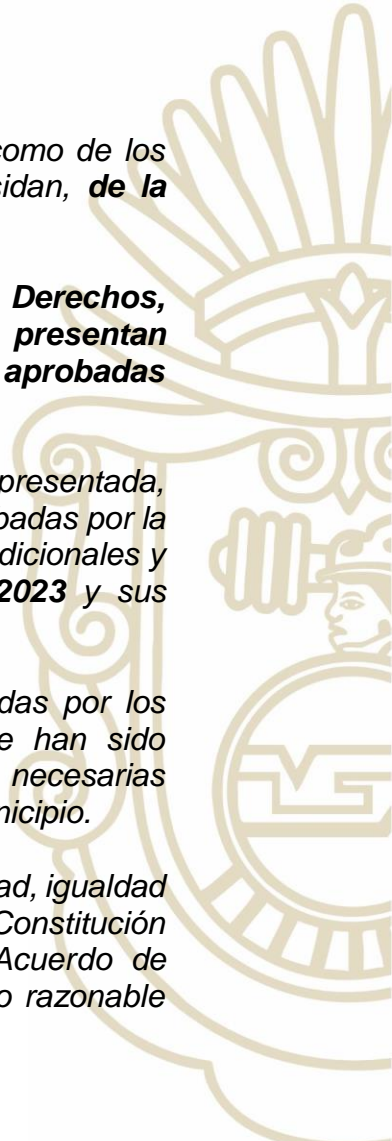 como de los
sidan, de la
Derechos,
presentan
aprobadas
presentada,
badas por la
dicionales y
2023 y sus
das por los
e han sido
necesarias
nicipio.
ad, igualdad
Constitución
Acuerdo de
o razonable